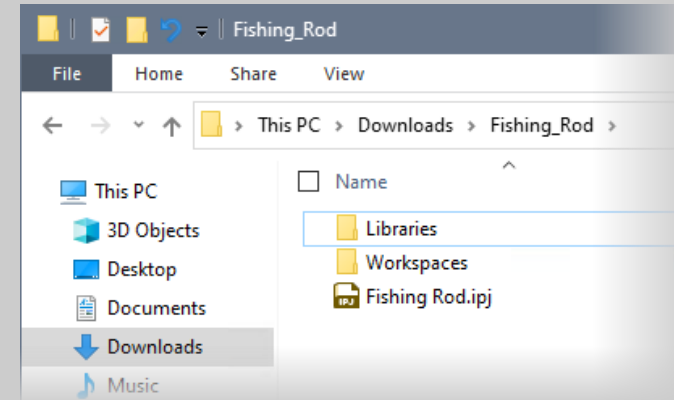 Fishing_Rod
File Home Share View
This PC > Downloads > Fishing_Rod >
Name
This PC
3D Objects
Desktop
Documents
Downloads
Music
Libraries
Workspaces
IPJ Fishing Rod.ipj